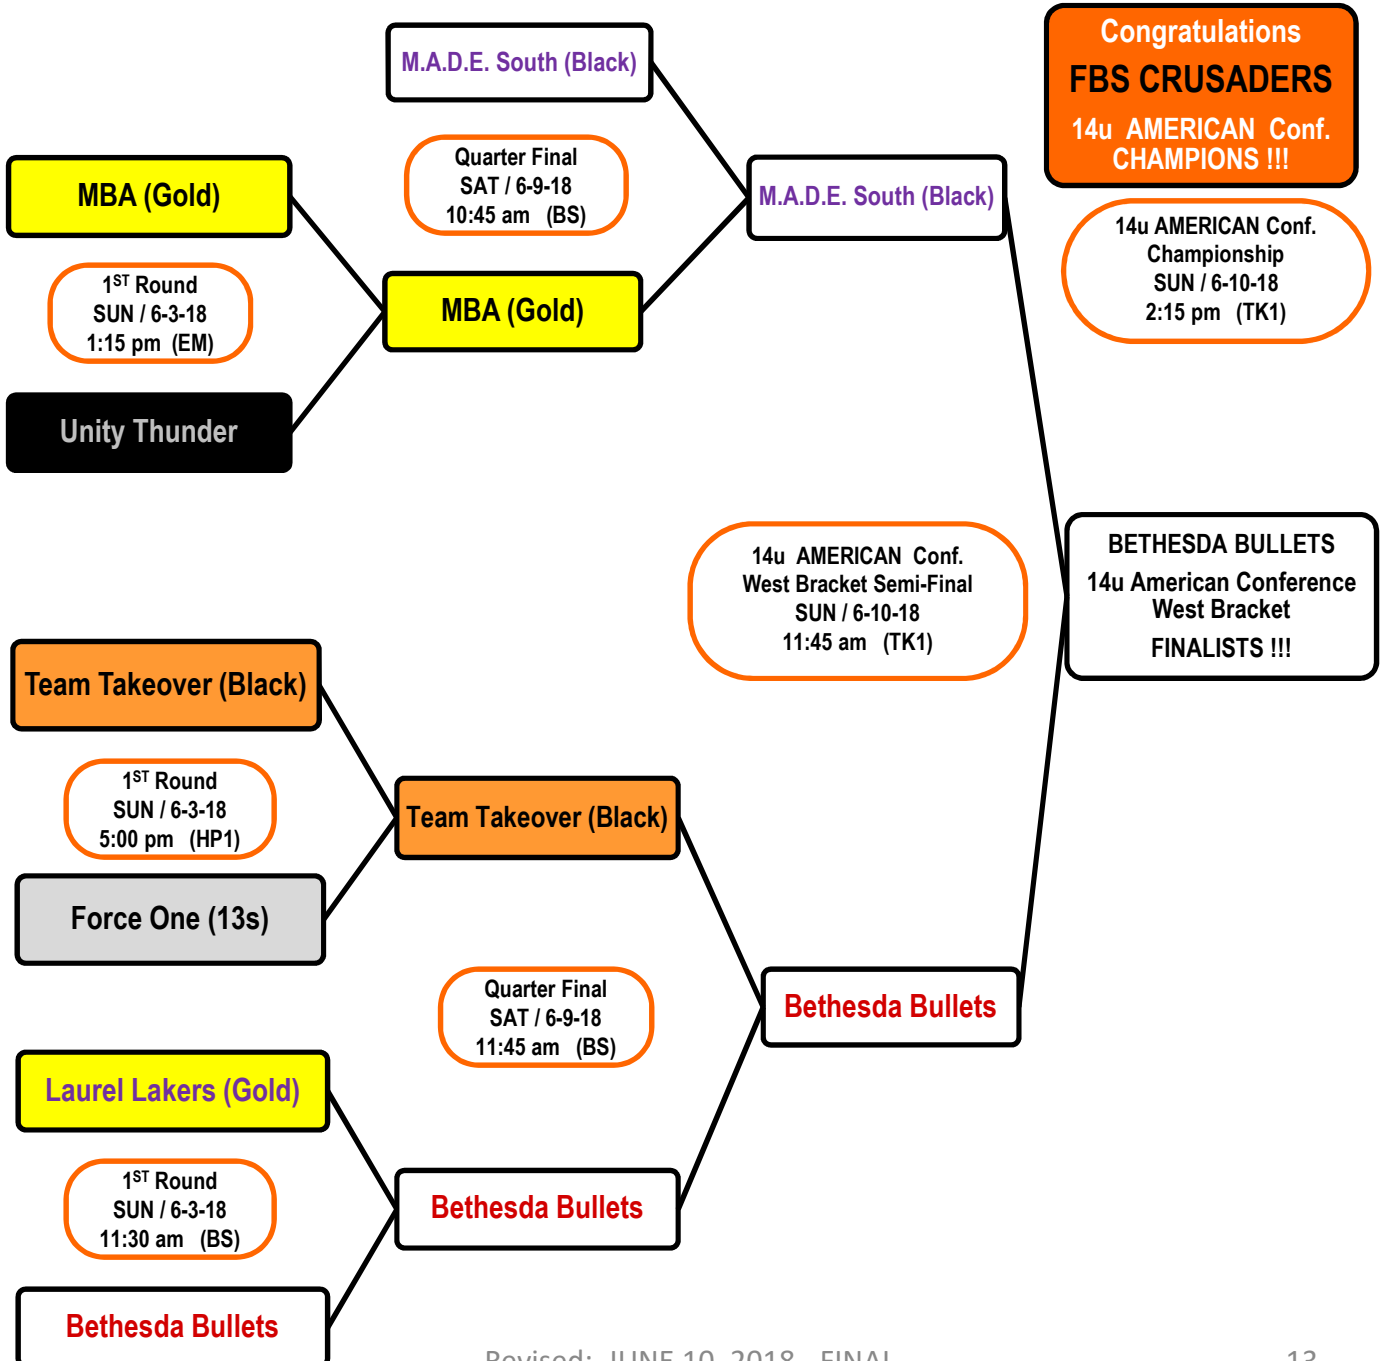 M.A.D.E. South (Black)
Congratulations
FBS CRUSADERS
14u AMERICAN Conf.
CHAMPIONS !!!
Quarter Final
SAT / 6-9-18
10:45 am (BS)
MBA (Gold)
M.A.D.E. South (Black)
14u AMERICAN Conf.
Championship
SUN / 6-10-18
2:15 pm (TK1)
1ST Round
SUN / 6-3-18
1:15 pm (EM)
MBA (Gold)
Unity Thunder
14u AMERICAN Conf.
West Bracket Semi-Final
SUN / 6-10-18
11:45 am (TK1)
BETHESDA BULLETS
14u American Conference
West Bracket
FINALISTS !!!
Team Takeover (Black)
1ST Round
SUN / 6-3-18
5:00 pm (HP1)
Team Takeover (Black)
Force One (13s)
Quarter Final
SAT / 6-9-18
11:45 am (BS)
Bethesda Bullets
Laurel Lakers (Gold)
1ST Round
SUN / 6-3-18
11:30 am (BS)
Bethesda Bullets
Bethesda Bullets
Revised: JUNE 10, 2018 FINAL
13